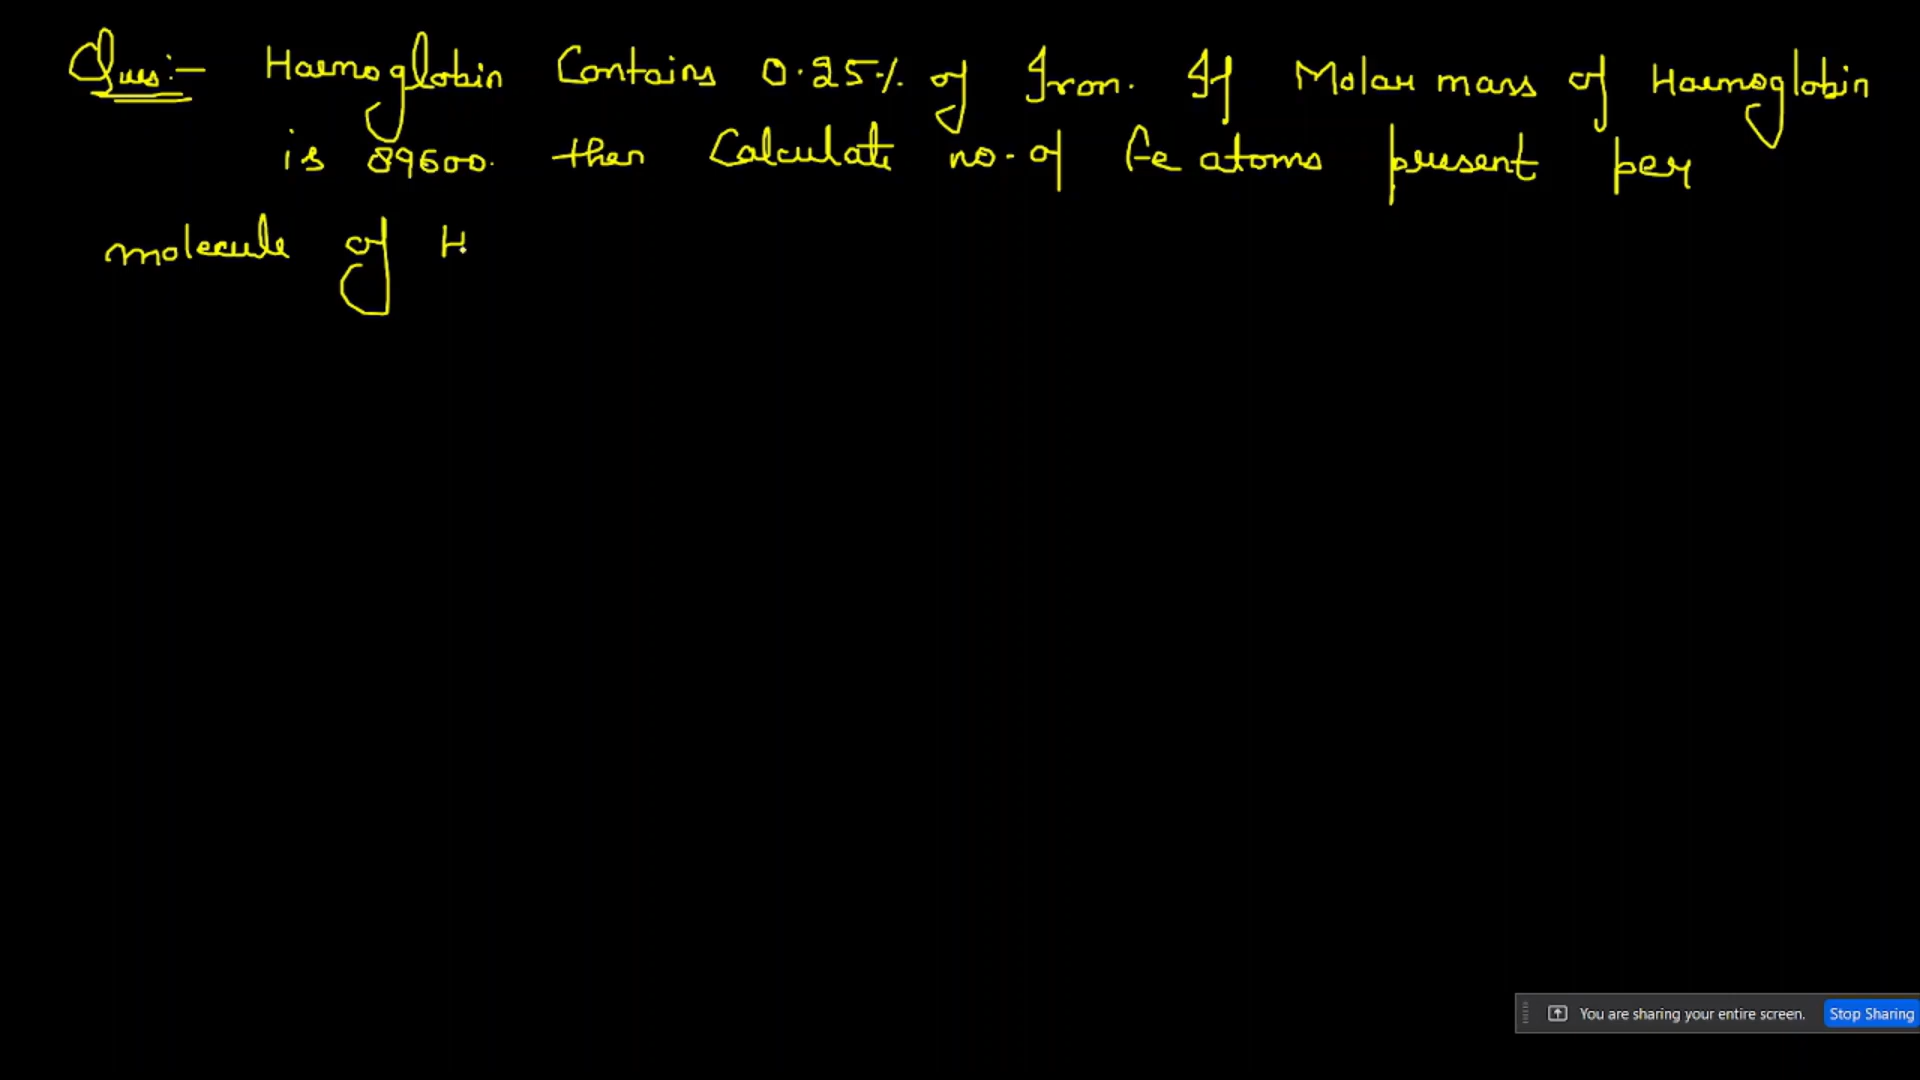 Ques:- Haemoglobin Contains 0.25% of Iron. If Molar mass of Haemoglobin
is 89600. then Calculate no. of Fe atoms present per
molecule of H
You are sharing your entire screen. Stop Sharing